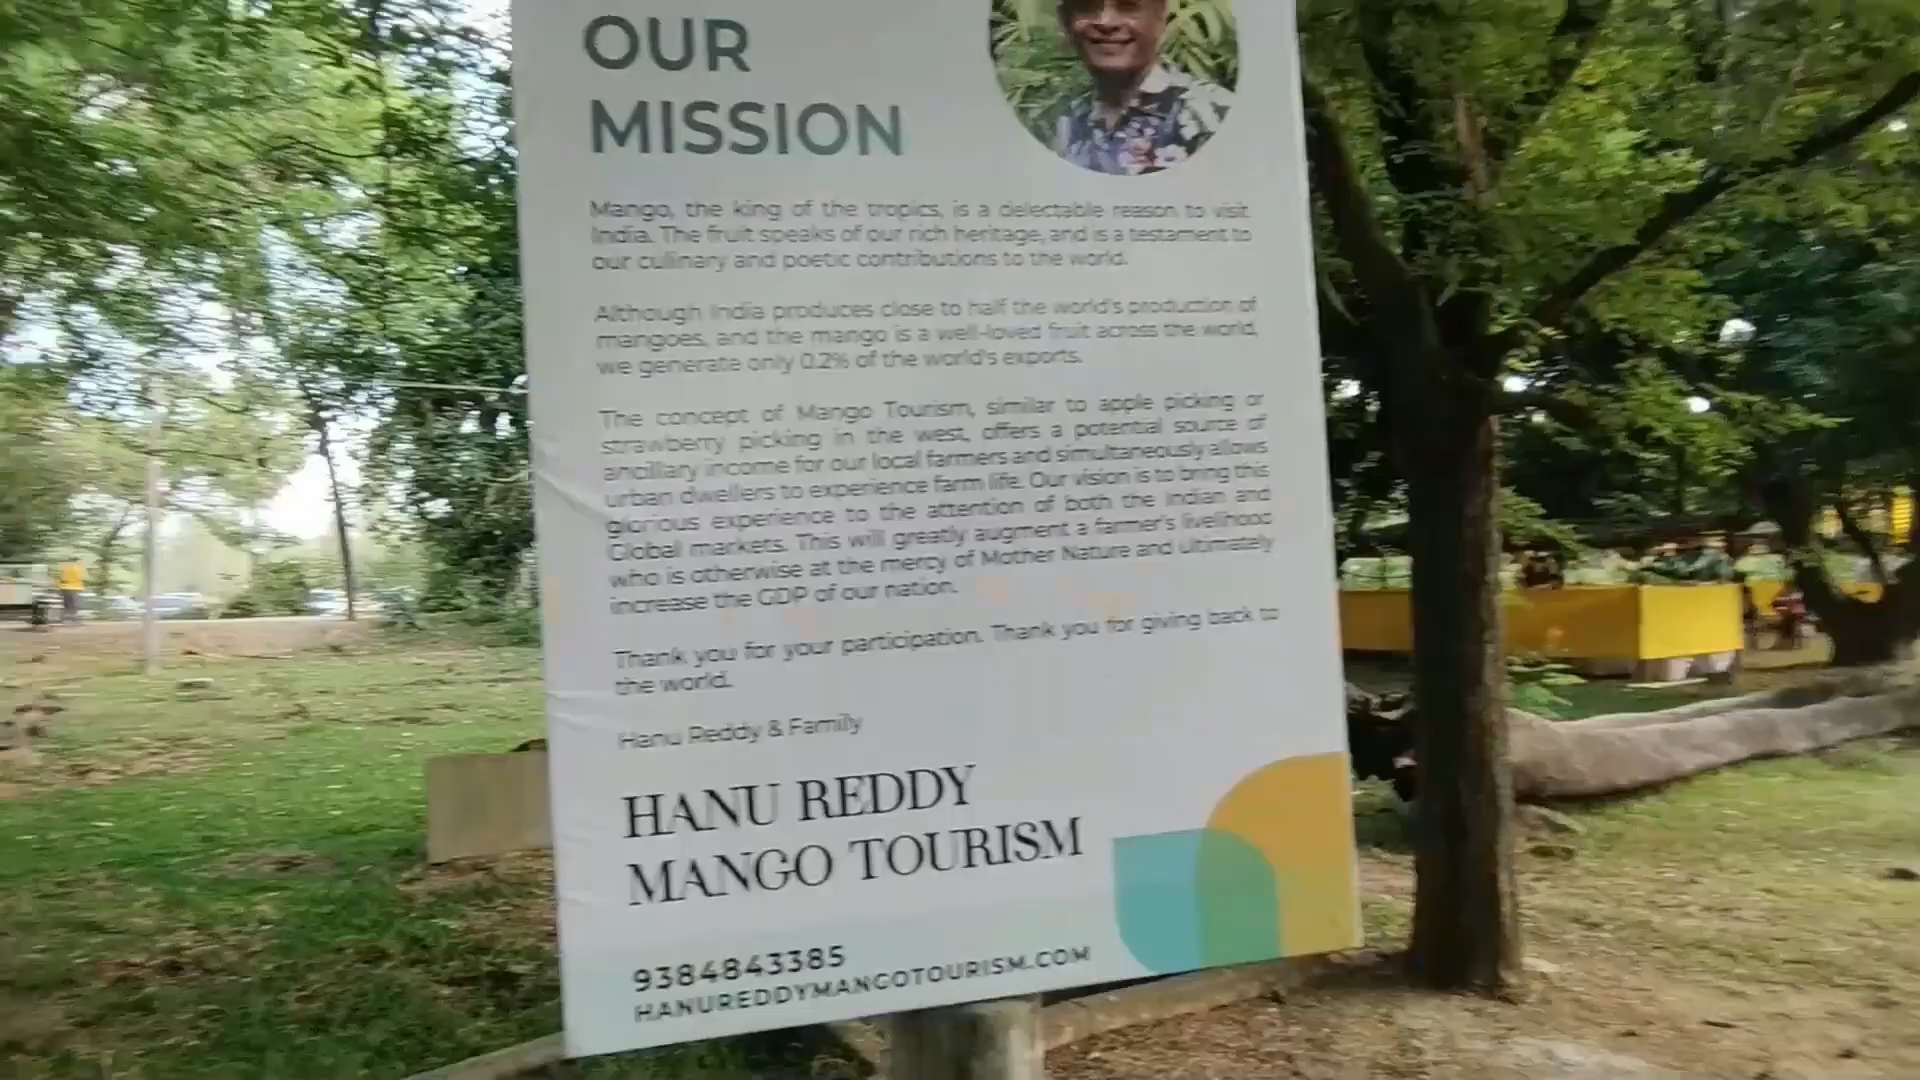 OUR
MISSION
Mango, the king of the tropics, is a delectable reason to visit
India. The fruit speaks of our rich heritage, and is a testament to
our culinary and poetic contributions to the world.
Although India produces close to half the world's production of
mangoes, and the mango is a well-loved fruit across the world,
we generate only 0.2% of the world's exports.
The concept of Mango Tourism, similar to apple picking or
strawberry picking in the west, offers a potential source of
ancillary income for our local farmers and simultaneously allows
urban dwellers to experience farm life. Our vision is to bring this
glorious experience to the attention of both the Indian and
Global markets. This will greatly augment a farmer's livelihood
who is otherwise at the mercy of Mother Nature and ultimately
increase the GDP of our nation.
Thank you for your participation. Thank you for giving back to
the world.
Hanu Reddy & Family
HANU REDDY
MANGO TOURISM
9384843385
HANUREDDYMANGOTOURISM.COM